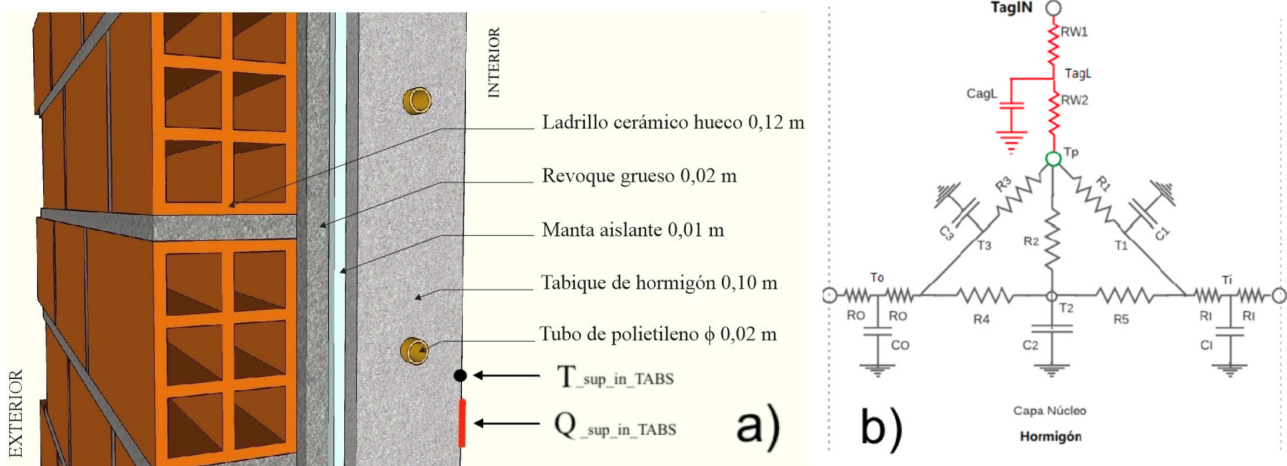 INTERIOR
Ladrillo cerámico hueco 0,12 m
Revoque grueso 0,02 m
Manta aislante 0,01 m
Tabique de hormigón 0,10 m
Tubo de polietileno ϕ 0,02 m
T_sup_in_TABS
Q_sup_in_TABS
EXTERIOR
a)
TagIN
RW1
TagL
CagL
RW2
Tp
R3
R1
C3
C1
T3
R2
T1
To
T2
Ti
RO
RO
R4
R5
RI
RI
CO
C2
CI
Capa Núcleo
Hormigón
b)